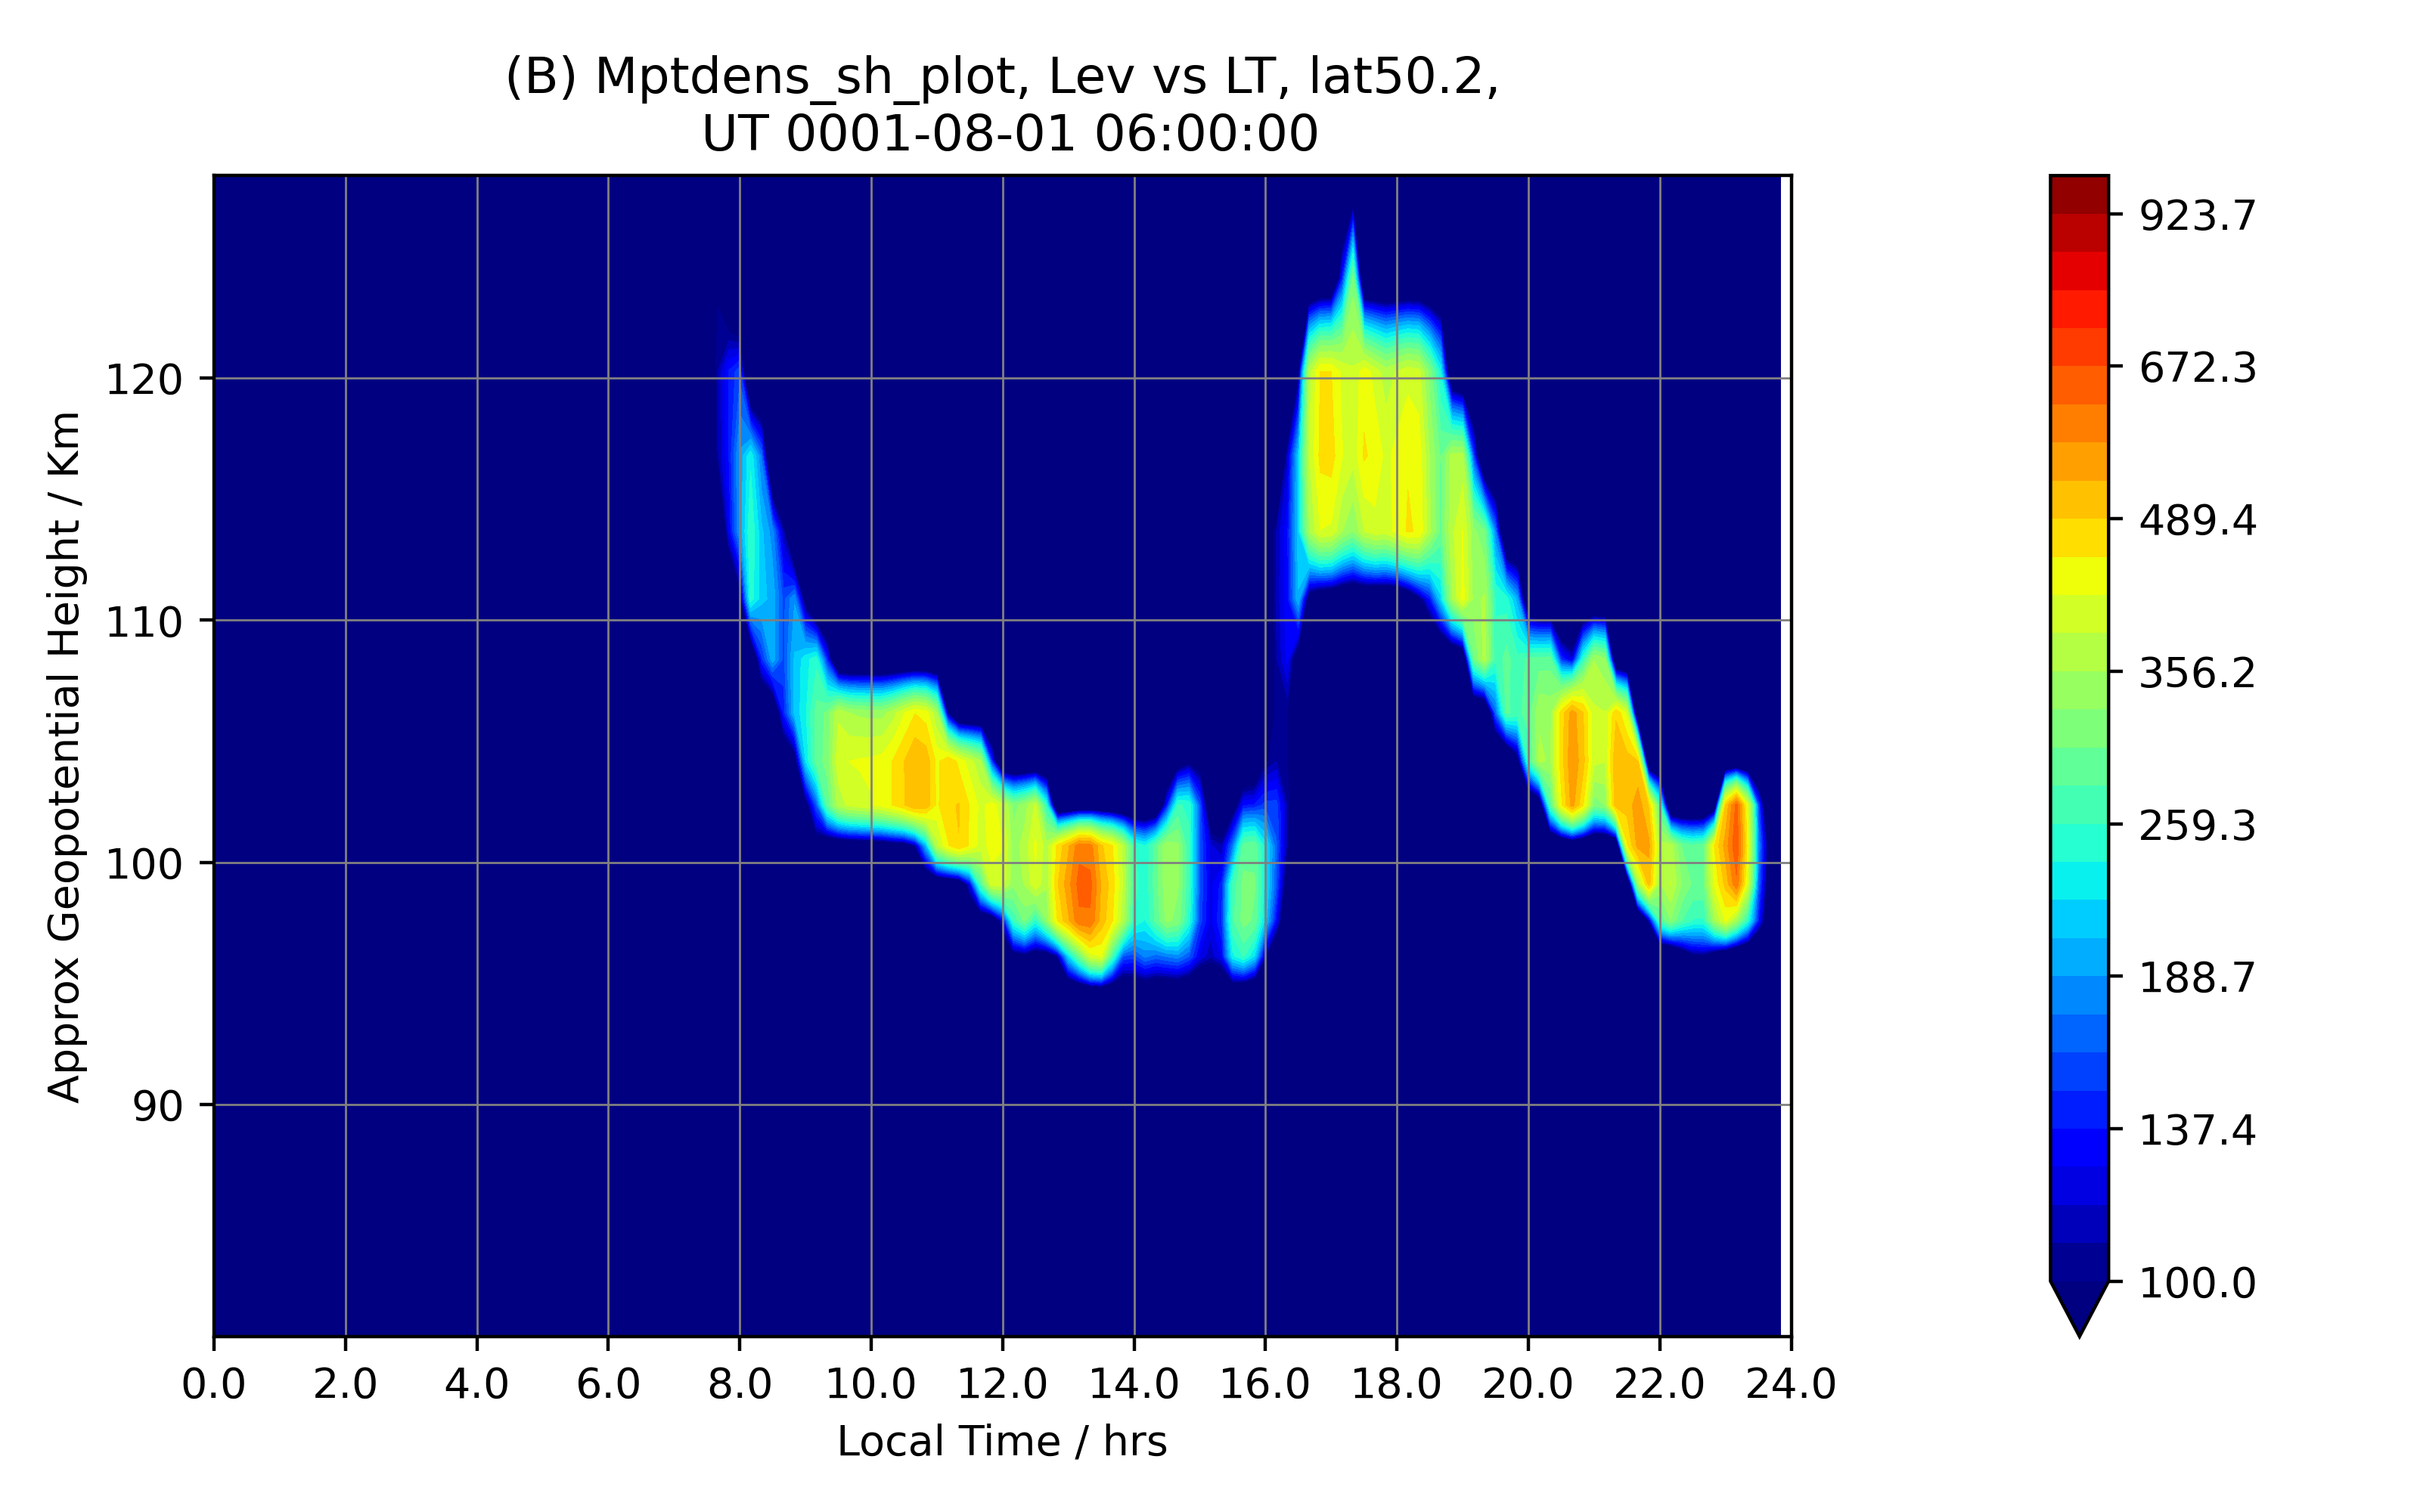 (B) Mptdens_sh_plot, Lev vs LT, lat50.2,
UT 0001-08-01 06:00:00
Approx Geopotential Height / Km
120
110
100
90
0.0 2.0 4.0 6.0 8.0 10.0 12.0 14.0 16.0 18.0 20.0 22.0 24.0
Local Time / hrs
923.7
672.3
489.4
356.2
259.3
188.7
137.4
100.0